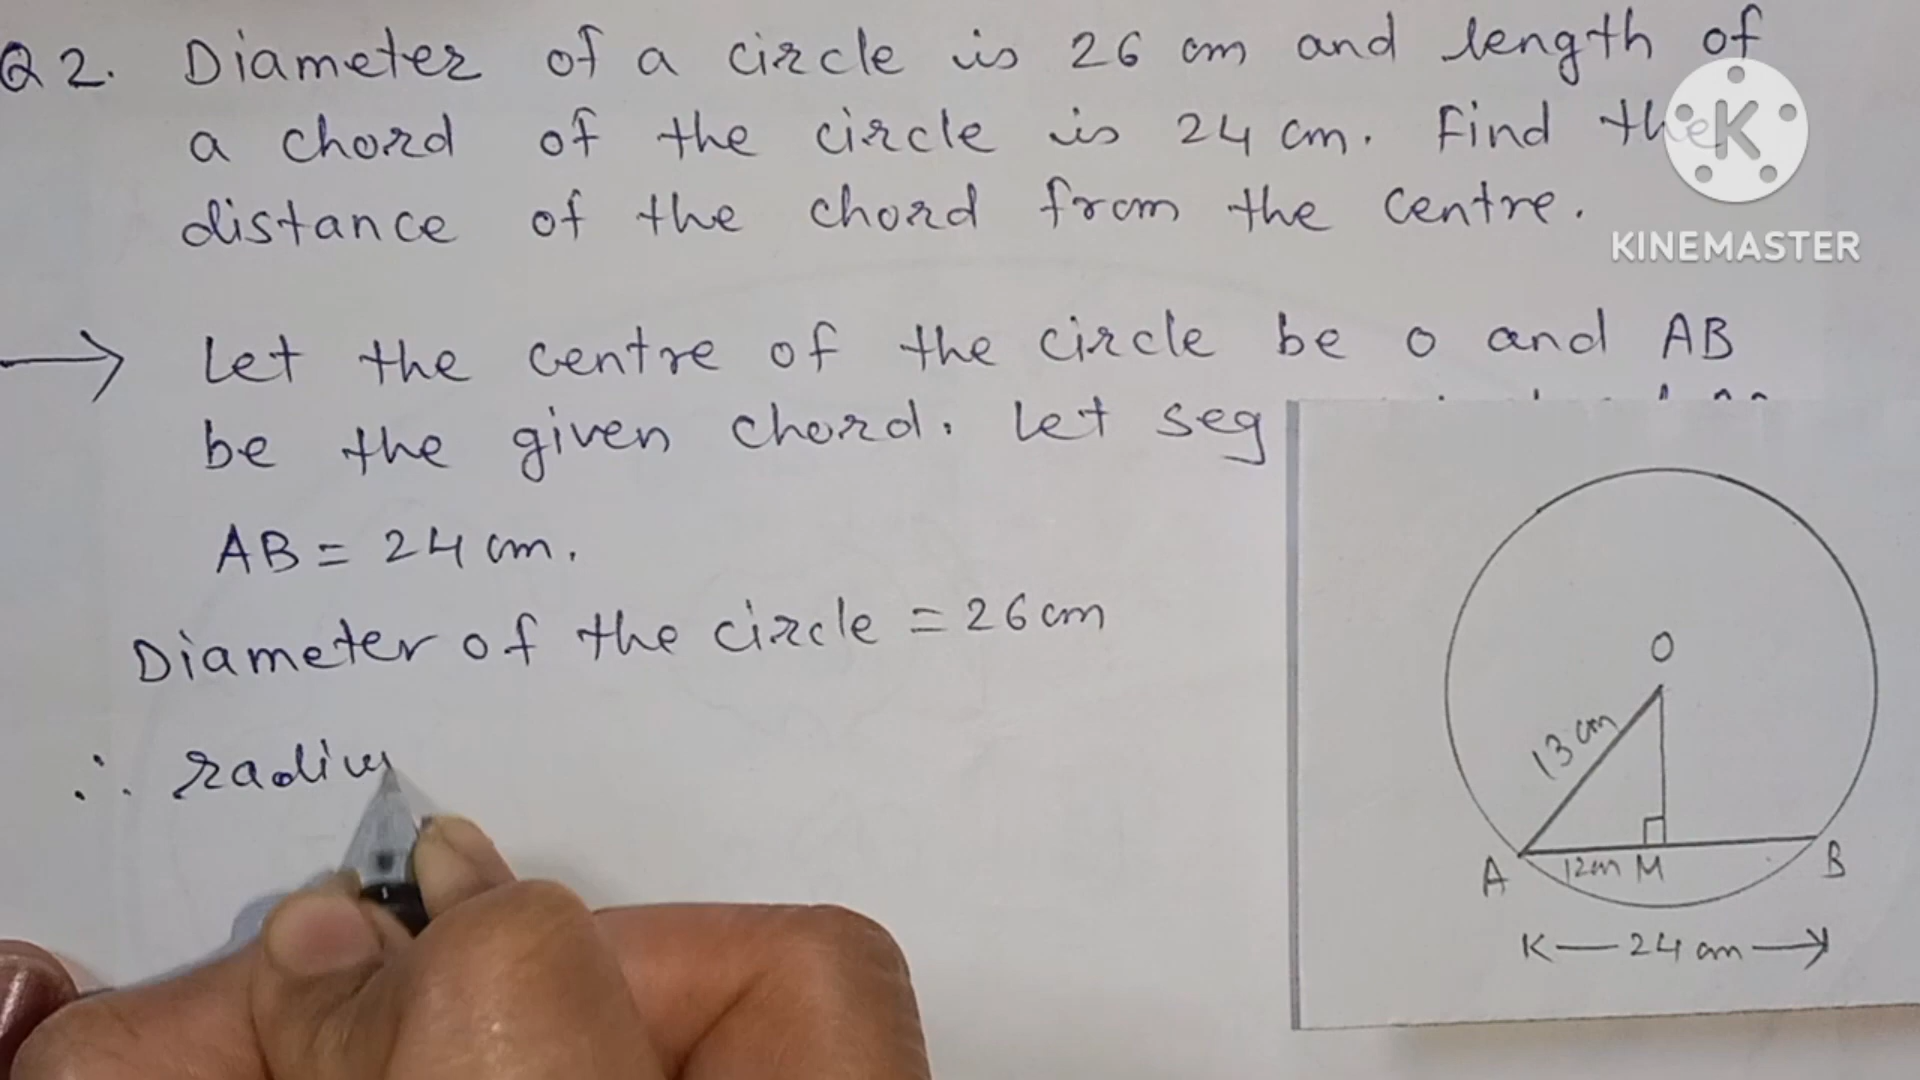 Q2. Diameter of a circle is 26 cm and length of
a chord of the circle is 24 cm. Find the
distance of the chord from the centre.
KINEMASTER
Let the centre of the circle be O and AB
be the given chord. Let seg
AB = 24 cm.
Diameter of the circle = 26 cm
∴ radius
O
13 cm
A 12cm M B
24 cm